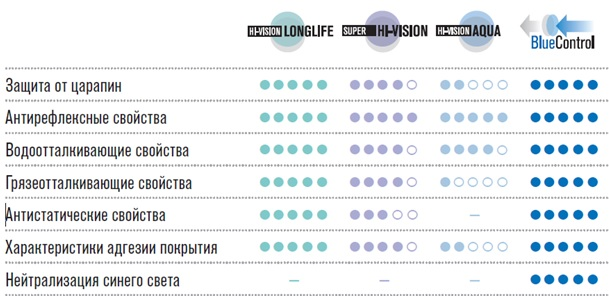 HI-VISION LONGLIFE SUPER HI-VISION HI-VISION AQUA BlueControl
Защита от царапин
Антирефлексные свойства
Водоотталкивающие свойства
Грязеотталкивающие свойства
Антистатические свойства –
Характеристики адгезии покрытия
Нейтрализация синего света – – –